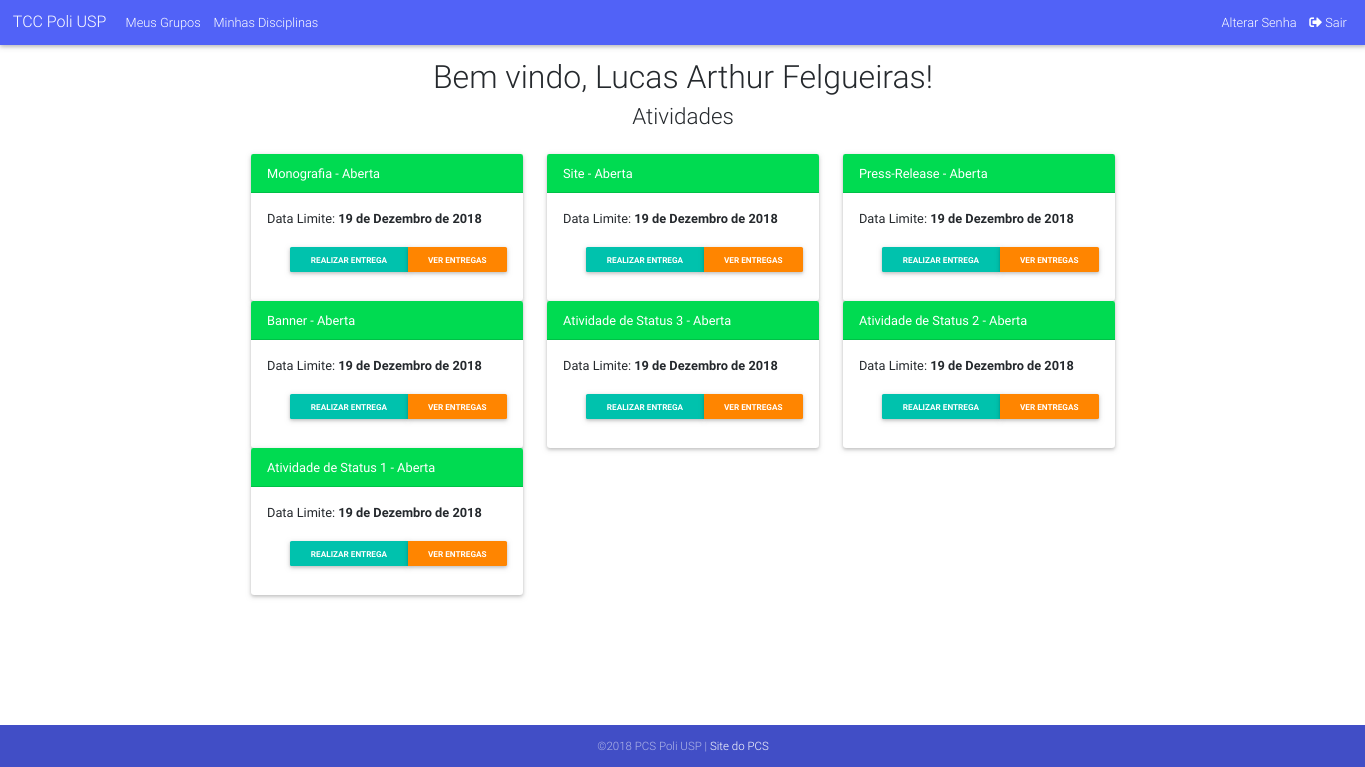 TCC Poli USP Meus Grupos Minhas Disciplinas Alterar Senha Sair
Bem vindo, Lucas Arthur Felgueiras!
Atividades
Monografia - Aberta
Data Limite: 19 de Dezembro de 2018
REALIZAR ENTREGA VER ENTREGAS
Site - Aberta
Data Limite: 19 de Dezembro de 2018
REALIZAR ENTREGA VER ENTREGAS
Press-Release - Aberta
Data Limite: 19 de Dezembro de 2018
REALIZAR ENTREGA VER ENTREGAS
Banner - Aberta
Data Limite: 19 de Dezembro de 2018
REALIZAR ENTREGA VER ENTREGAS
Atividade de Status 3 - Aberta
Data Limite: 19 de Dezembro de 2018
REALIZAR ENTREGA VER ENTREGAS
Atividade de Status 2 - Aberta
Data Limite: 19 de Dezembro de 2018
REALIZAR ENTREGA VER ENTREGAS
Atividade de Status 1 - Aberta
Data Limite: 19 de Dezembro de 2018
REALIZAR ENTREGA VER ENTREGAS
©2018 PCS Poli USP | Site do PCS